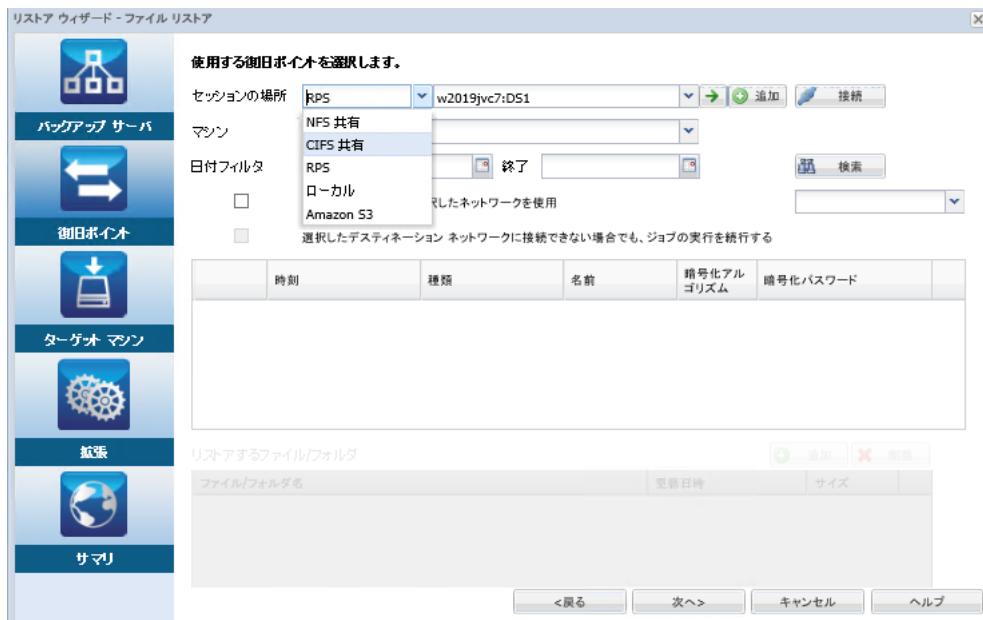 リストア ウィザード - ファイル リストア
バックアップ サーバ
復旧ポイント
ターゲット マシン
拡張
サマリ
使用する復旧ポイントを選択します。
セッションの場所 RPS w2019jvc7:DS1 追加 接続
NFS 共有
CIFS 共有
RPS
ローカル
Amazon S3
マシン
日付フィルタ 終了 検索
したネットワークを使用
選択したデスティネーション ネットワークに接続できない場合でも、ジョブの実行を続行する
時刻 種類 名前 暗号化アルゴリズム 暗号化パスワード
リストアするファイル/フォルダ 追加 削除
ファイル/フォルダ名 更新日時 サイズ
<戻る 次へ> キャンセル ヘルプ